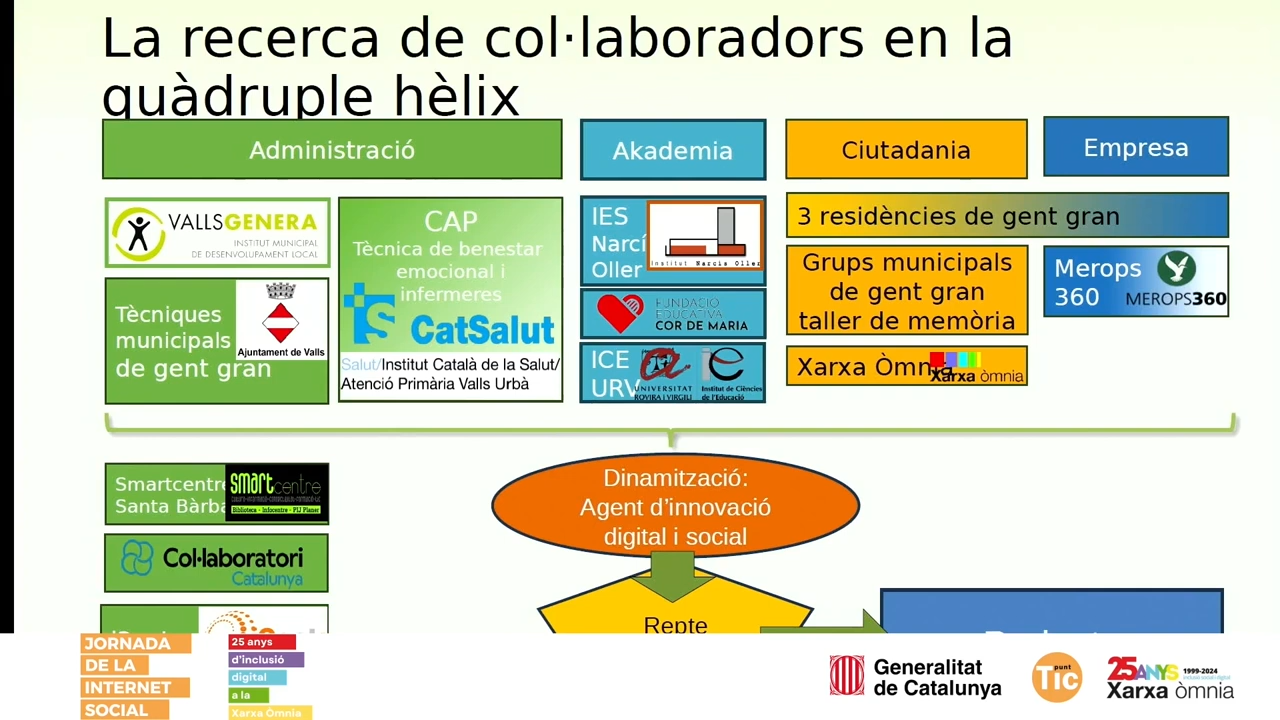 La recerca de col·laboradors en la
quàdruple hèlix
Administració
Akademia
Ciutadania
Empresa
VALLSGENERA
INSTITUT MUNICIPAL
DE DESENVOLUPAMENT LOCAL
Tècniques
municipals
de gent gran
Ajuntament de Valls
CAP
Tècnica de benestar
emocional i
infermeres
CatSalut
Salut/Institut Català de la Salut/
Atenció Primària Valls Urbà
IES
Narcí
Oller
Institut Narcís Oller
FUNDACIÓ
EDUCATIVA
COR DE MARIA
ICE
URV
UNIVERSITAT
ROVIRA I VIRGILI
Institut de Ciències
de l'Educació
3 residències de gent gran
Grups municipals
de gent gran
taller de memòria
Xarxa Òmnia
Xarxa òmnia
Merops
360
MEROPS360
Smartcentre
Santa Bàrba
smartcentre
Biblioteca - Infocentre - PIJ Planer
Col·laboratori
Catalunya
Dinamització:
Agent d’innovació
digital i social
Repte
JORNADA
DE LA
INTERNET
SOCIAL
25 anys
d'inclusió
digital
a la
Xarxa Òmnia
Generalitat
de Catalunya
punt
Tic
25ANYS
1999-2024
Xarxa òmnia